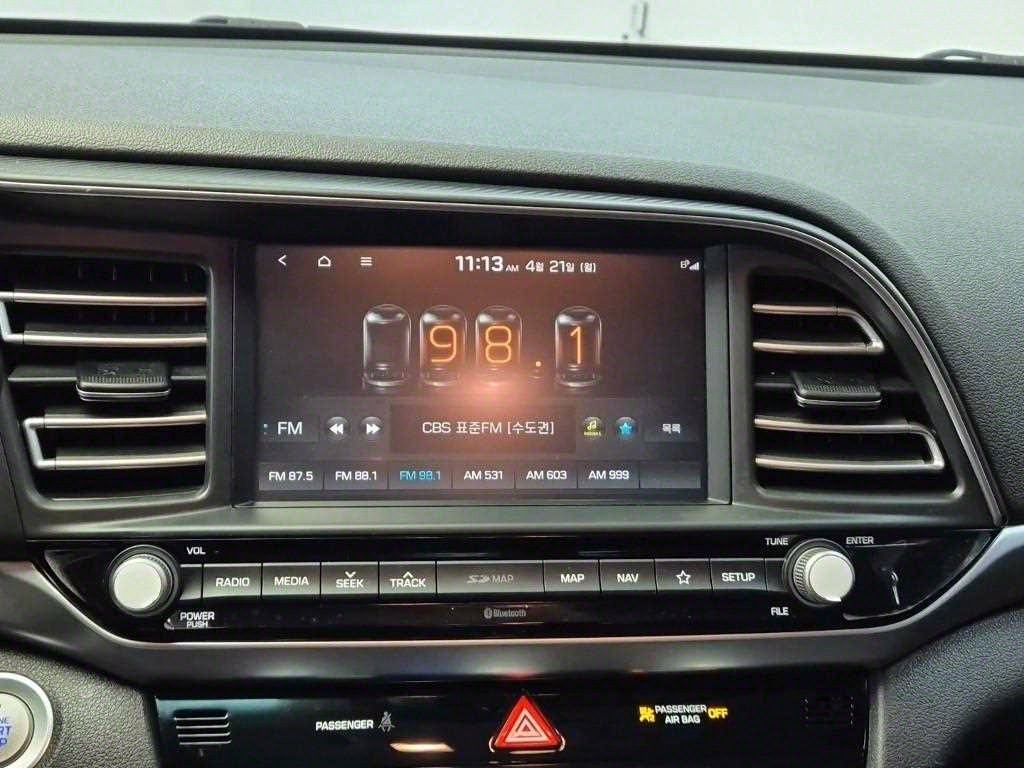 11:13 AM 4월 21일 (월)
98.1
FM CBS 표준FM [수도권] 목록
FM 87.5 FM 88.1 FM 98.1 AM 531 AM 603 AM 999
VOL TUNE ENTER
RADIO MEDIA SEEK TRACK SD MAP MAP NAV SETUP
POWER PUSH Bluetooth FILE
PASSENGER PASSENGER AIR BAG OFF